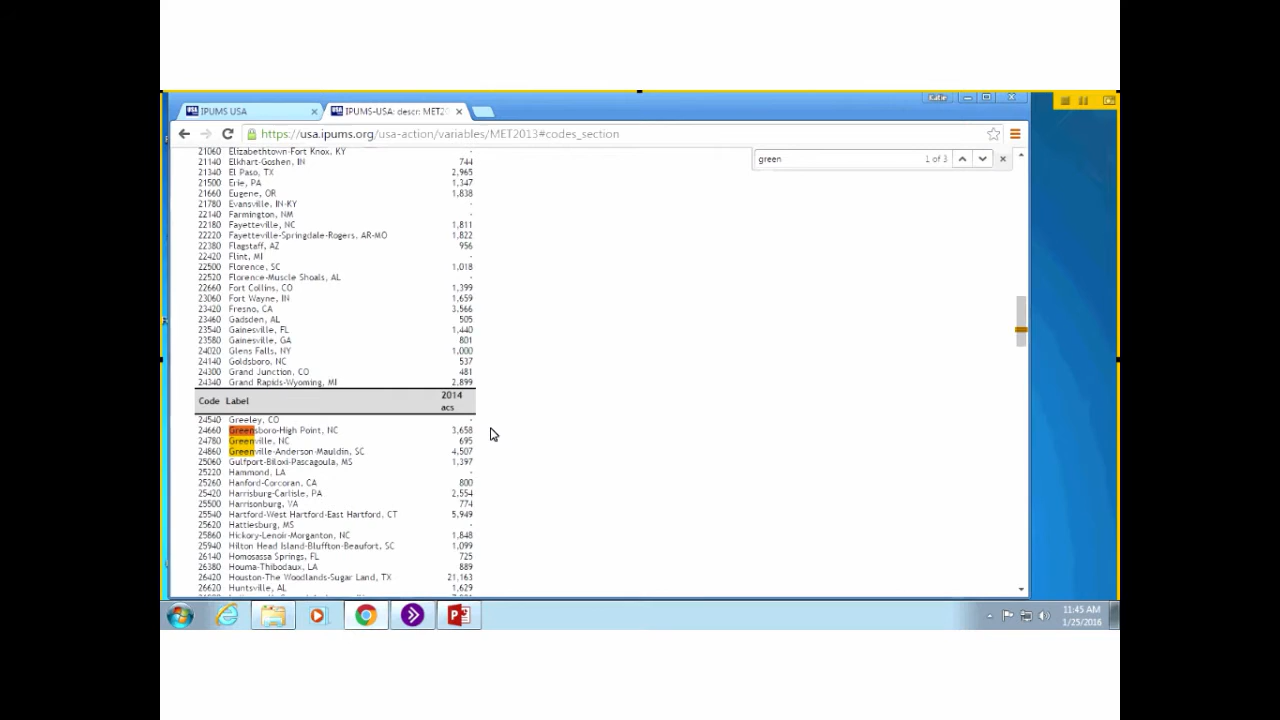 IPUMS USA
IPUMS-USA: descr: MET2
https://usa.ipums.org/usa-action/variables/MET2013#codes_section
green 1 of 3
21060 Elizabethtown-Fort Knox, KY -
21140 Elkhart-Goshen, IN 744
21340 El Paso, TX 2,965
21500 Erie, PA 1,347
21660 Eugene, OR 1,838
21780 Evansville, IN-KY -
22140 Farmington, NM -
22180 Fayetteville, NC 1,811
22220 Fayetteville-Springdale-Rogers, AR-MO 1,822
22380 Flagstaff, AZ 956
22420 Flint, MI -
22500 Florence, SC 1,018
22520 Florence-Muscle Shoals, AL -
22660 Fort Collins, CO 1,399
23060 Fort Wayne, IN 1,659
23420 Fresno, CA 3,566
23460 Gadsden, AL 505
23540 Gainesville, FL 1,440
23580 Gainesville, GA 801
24020 Glens Falls, NY 1,000
24140 Goldsboro, NC 537
24300 Grand Junction, CO 481
24340 Grand Rapids-Wyoming, MI 2,899
Code Label 2014
acs
24540 Greeley, CO -
24660 Greensboro-High Point, NC 3,658
24780 Greenville, NC 695
24860 Greenville-Anderson-Mauldin, SC 4,507
25060 Gulfport-Biloxi-Pascagoula, MS 1,397
25220 Hammond, LA -
25260 Hanford-Corcoran, CA 800
25420 Harrisburg-Carlisle, PA 2,554
25500 Harrisonburg, VA 774
25540 Hartford-West Hartford-East Hartford, CT 5,949
25620 Hattiesburg, MS -
25860 Hickory-Lenoir-Morganton, NC 1,848
25940 Hilton Head Island-Bluffton-Beaufort, SC 1,099
26140 Homosassa Springs, FL 725
26380 Houma-Thibodaux, LA 889
26420 Houston-The Woodlands-Sugar Land, TX 21,163
26620 Huntsville, AL 1,629
11:45 AM
1/25/2016